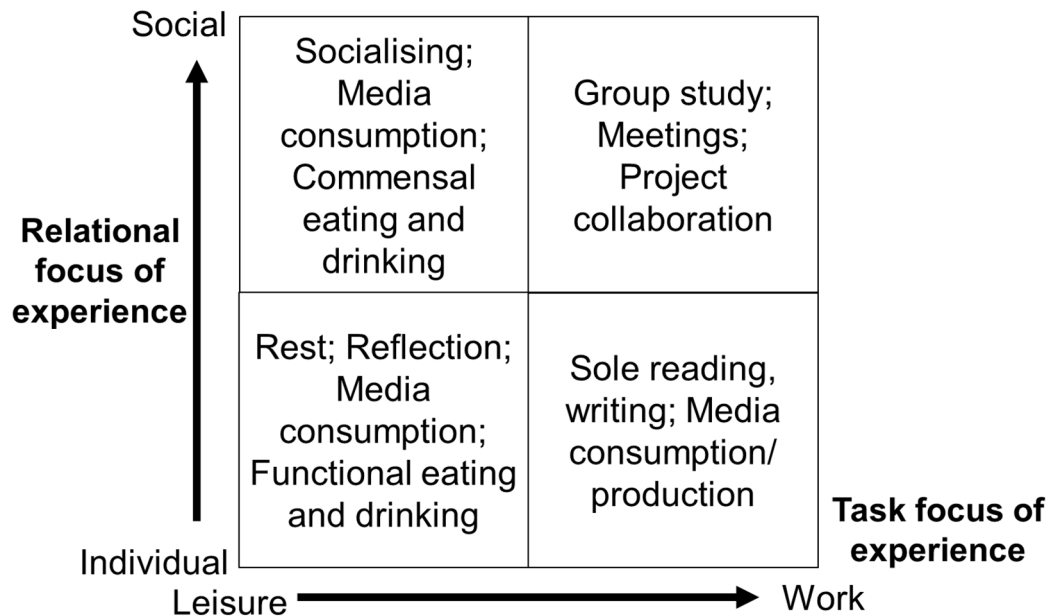 Social
Socialising;
Media
consumption;
Commensal
eating and
drinking
Group study;
Meetings;
Project
collaboration
Relational
focus of
experience
Rest; Reflection;
Media
consumption;
Functional eating
and drinking
Sole reading,
writing; Media
consumption/
production
Task focus of
experience
Individual
Leisure
Work